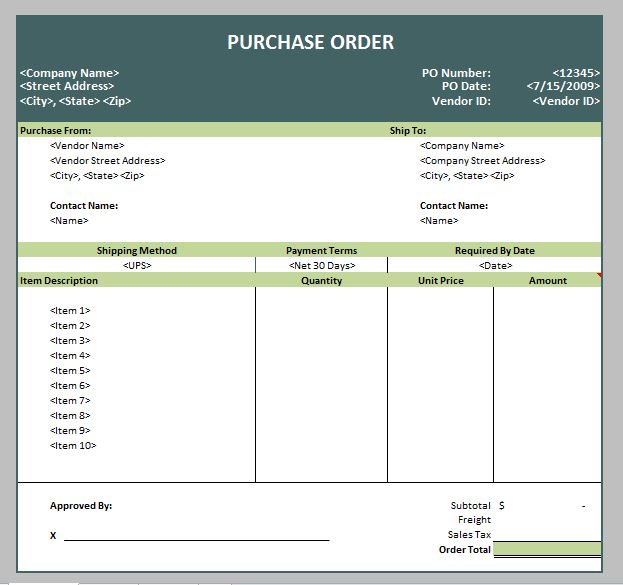 PURCHASE ORDER
<Company Name> PO Number: <12345>
<Street Address> PO Date: <7/15/2009>
<City>, <State> <Zip> Vendor ID: <Vendor ID>
Purchase From: Ship To:
<Vendor Name> <Company Name>
<Vendor Street Address> <Company Street Address>
<City>, <State> <Zip> <City>, <State> <Zip>
Contact Name: Contact Name:
<Name> <Name>
Shipping Method Payment Terms Required By Date
<UPS> <Net 30 Days> <Date>
Item Description Quantity Unit Price Amount
<Item 1>
<Item 2>
<Item 3>
<Item 4>
<Item 5>
<Item 6>
<Item 7>
<Item 8>
<Item 9>
<Item 10>
Approved By: Subtotal $ -
Freight
X Sales Tax
Order Total